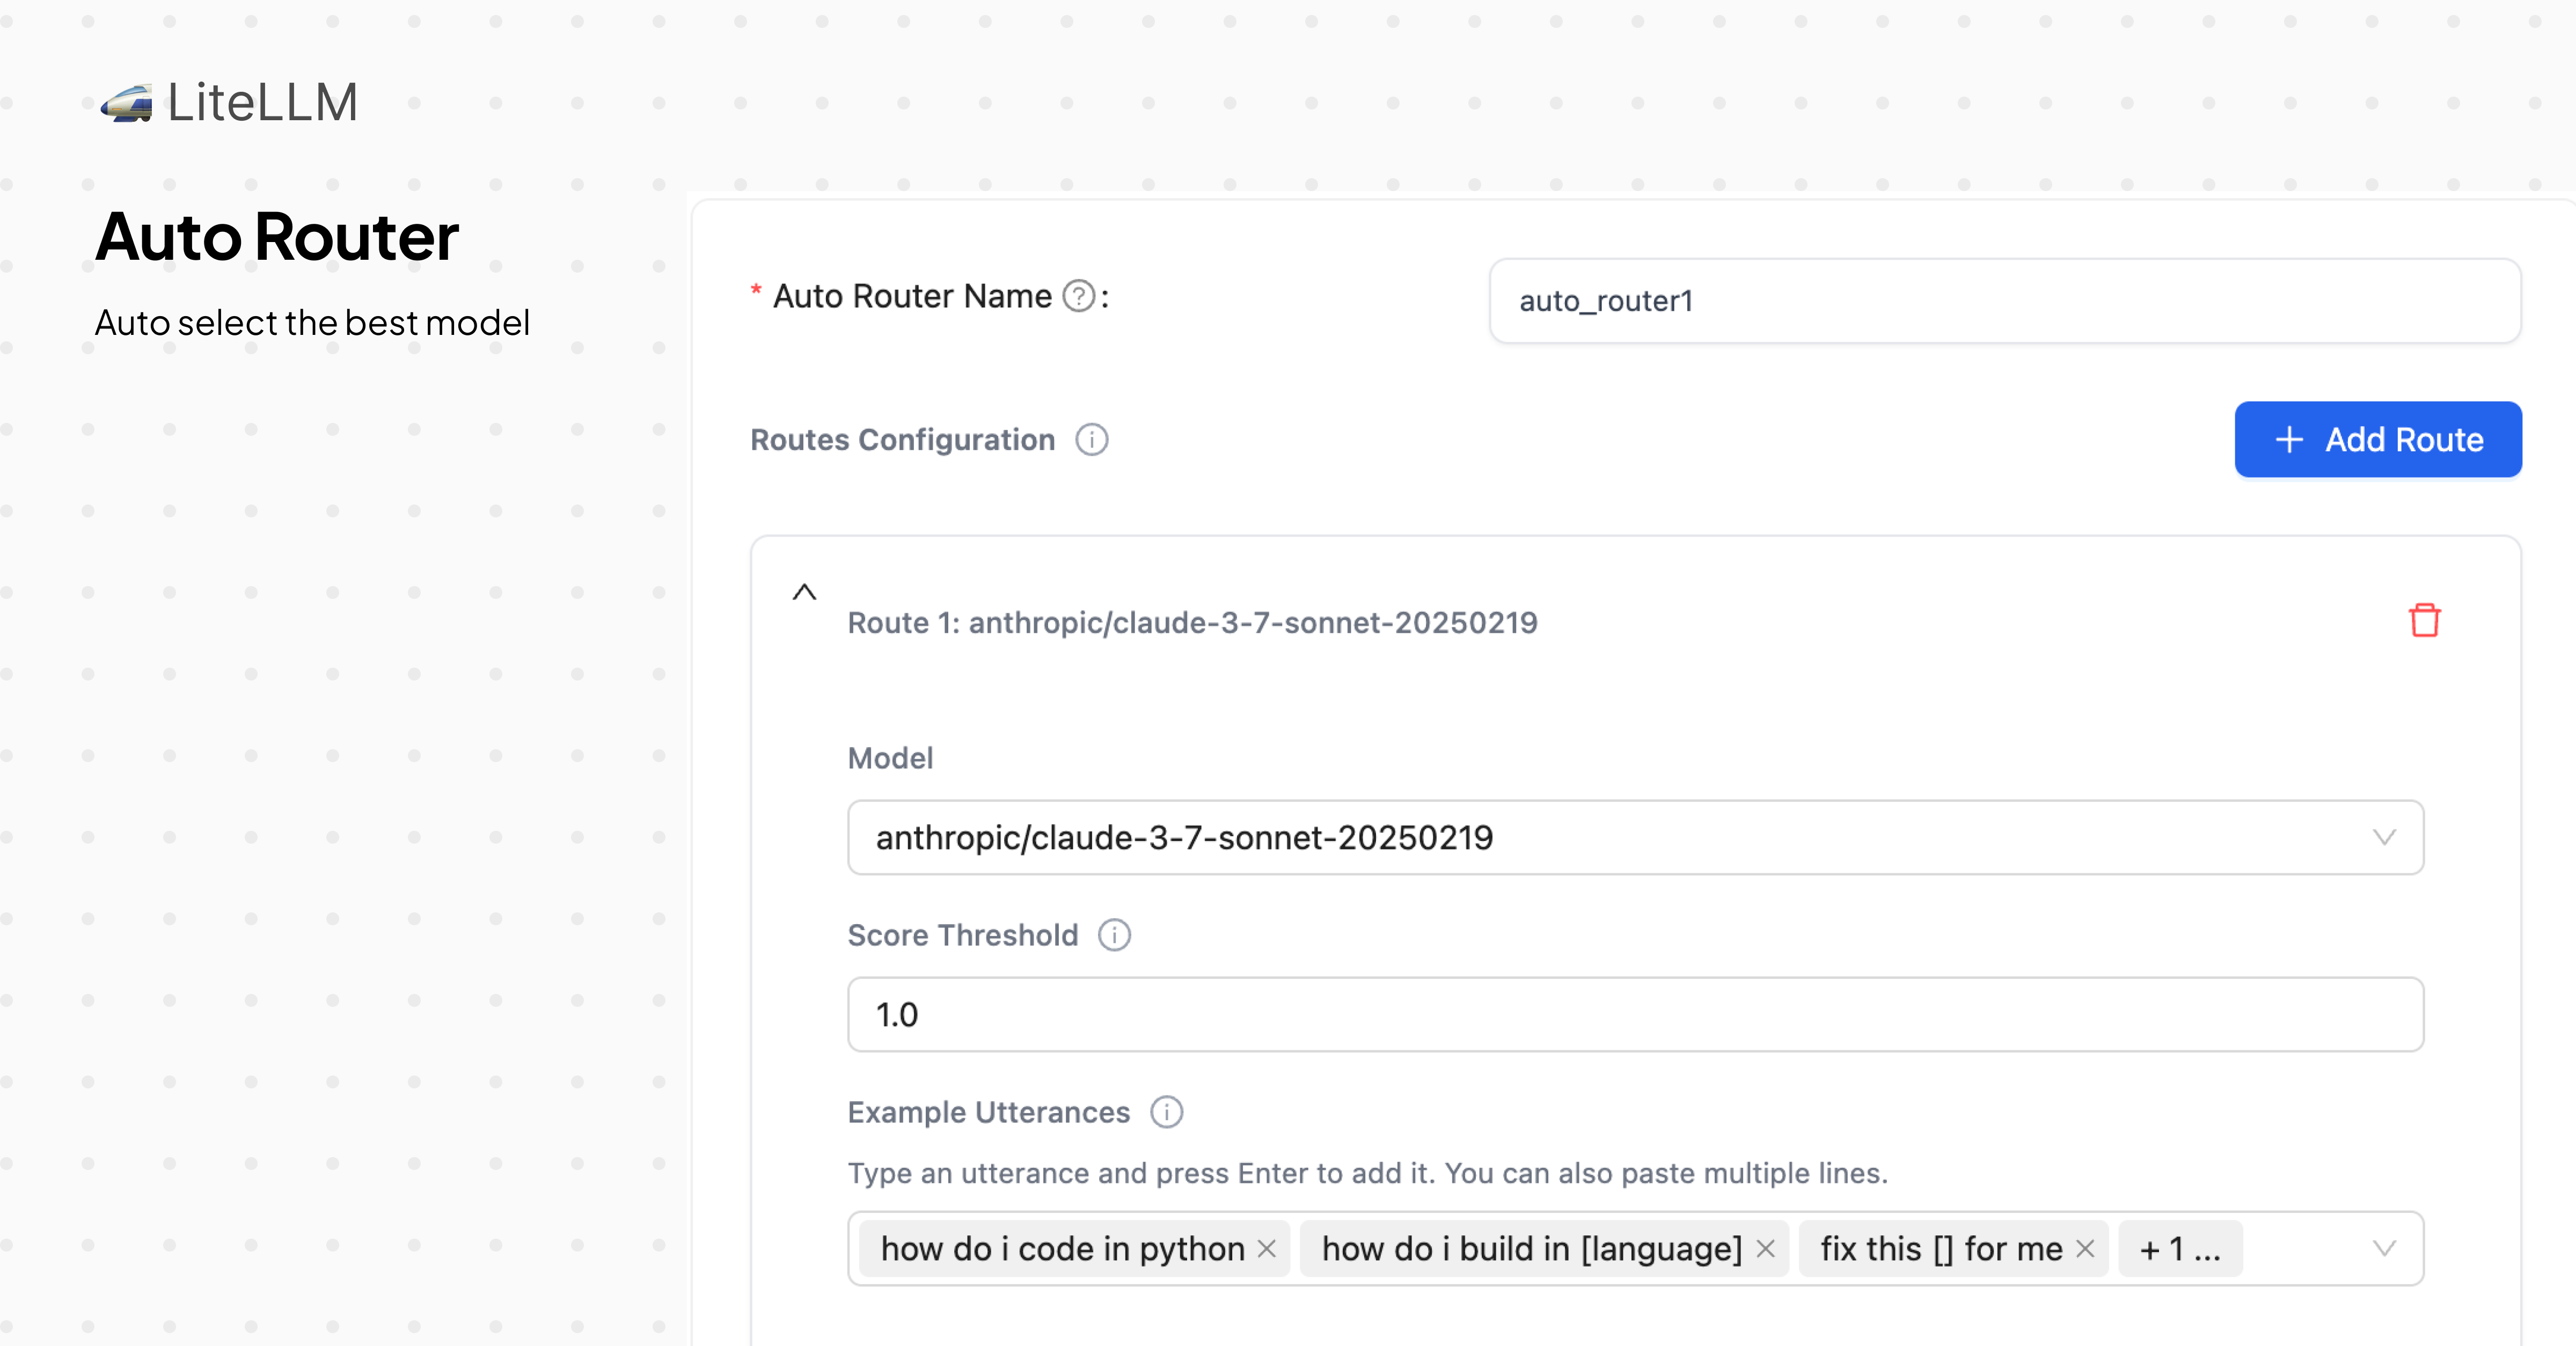 LiteLLM
Auto Router
Auto select the best model
* Auto Router Name ? :
auto_router1
Routes Configuration i
+ Add Route
Route 1: anthropic/claude-3-7-sonnet-20250219
Model
anthropic/claude-3-7-sonnet-20250219
Score Threshold i
1.0
Example Utterances i
Type an utterance and press Enter to add it. You can also paste multiple lines.
how do i code in python × how do i build in [language] × fix this [] for me × + 1 ...